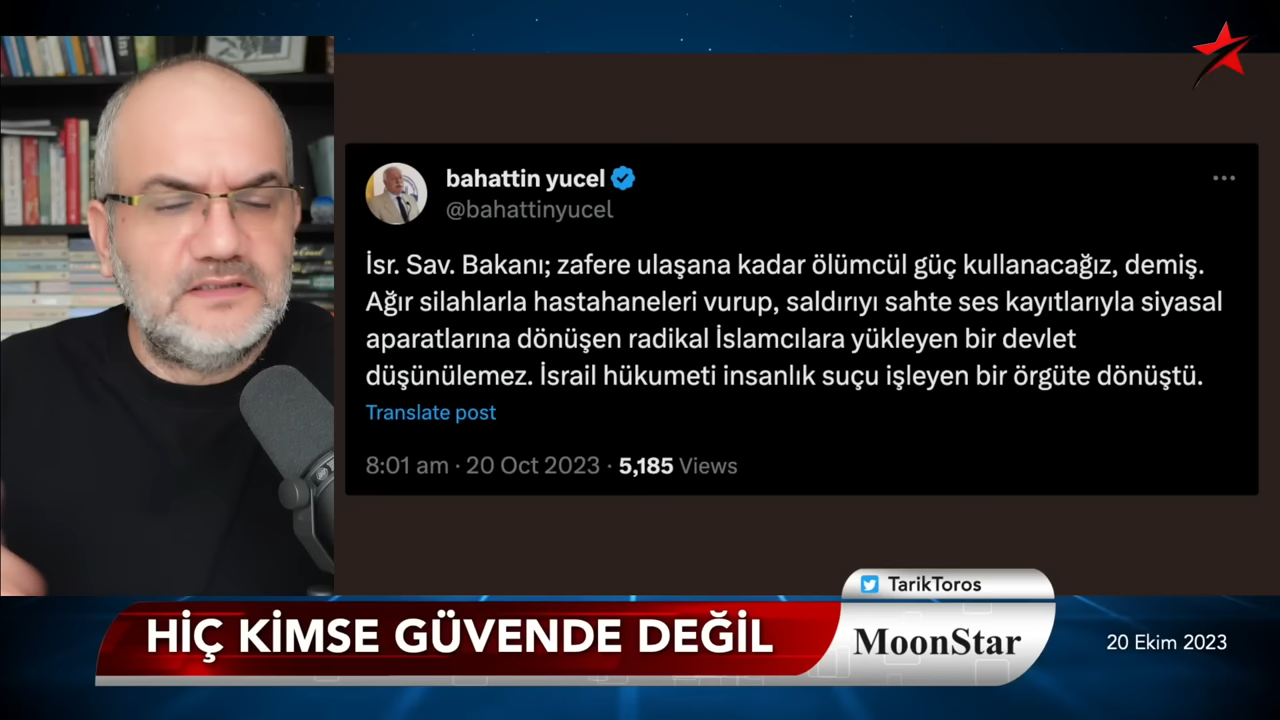 bahattin yucel
@bahattinyucel
İsr. Sav. Bakanı; zafere ulaşana kadar ölümcül güç kullanacağız, demiş.
Ağır silahlarla hastahaneleri vurup, saldırıyı sahte ses kayıtlarıyla siyasal
aparatlarına dönüşen radikal İslamcılara yükleyen bir devlet
düşünülemez. İsrail hükumeti insanlık suçu işleyen bir örgüte dönüştü.
Translate post
8:01 am · 20 Oct 2023 · 5,185 Views
TarikToros
HİÇ KİMSE GÜVENDE DEĞİL
MoonStar
20 Ekim 2023